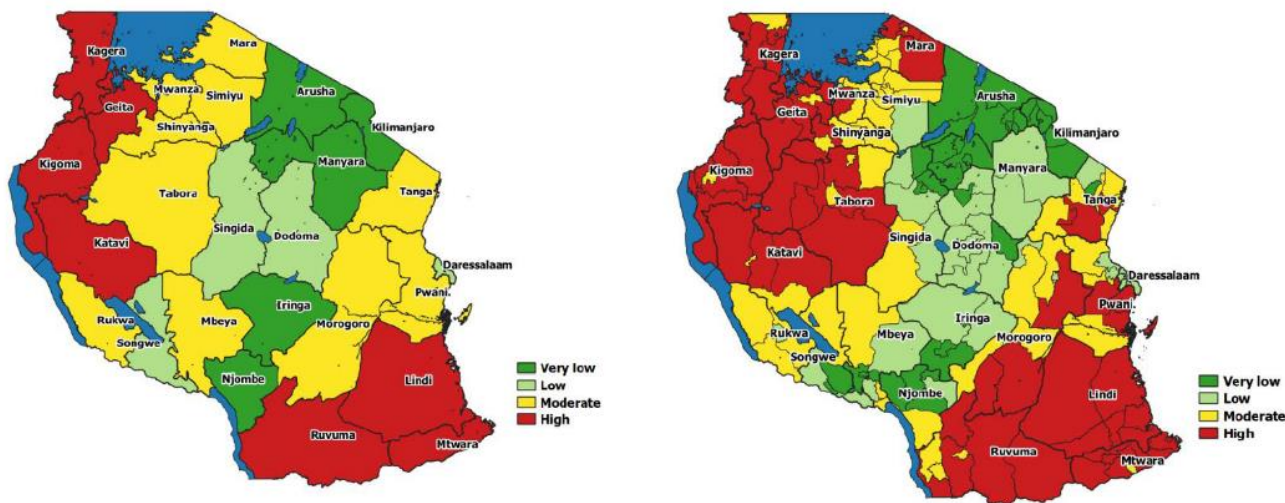 Kagera
Mara
Mwanza
Geita
Simiyu
Arusha
Shinyanga
Kilimanjaro
Kigoma
Manyara
Tabora
Tanga
Singida
Katavi
Dodoma
Daressalaam
Iringa
Pwani.
Rukwa
Mbeya
Morogoro
Songwe
Njombe
Lindi
Ruvuma
Mtwara
Very low
Low
Moderate
High
Kagera
Mara
Mwanza
Simiyu
Arusha
Geita
Shinyanga
Kilimanjaro
Kigoma
Manyara
Tabora
Tanga
Singida
Dodoma
Katavi
Daressalaam
Pwani.
Iringa
Rukwa
Mbeya
Morogoro
Songwe
Njombe
Lindi
Ruvuma
Mtwara
Very low
Low
Moderate
High